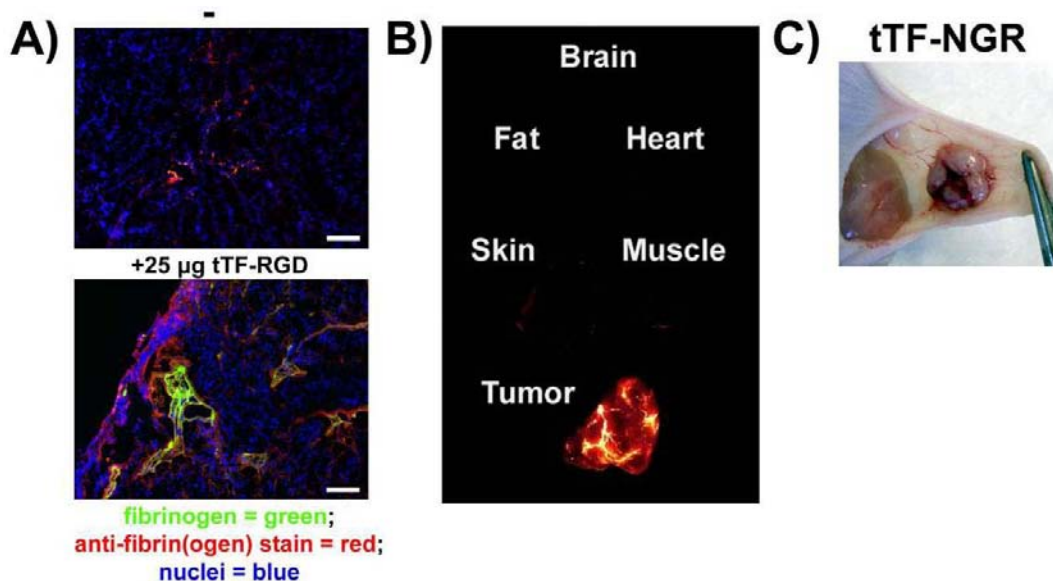 A)
-
+25 µg tTF-RGD
fibrinogen = green;
anti-fibrin(ogen) stain = red;
nuclei = blue
B)
Brain
Fat Heart
Skin Muscle
Tumor
C)
tTF-NGR